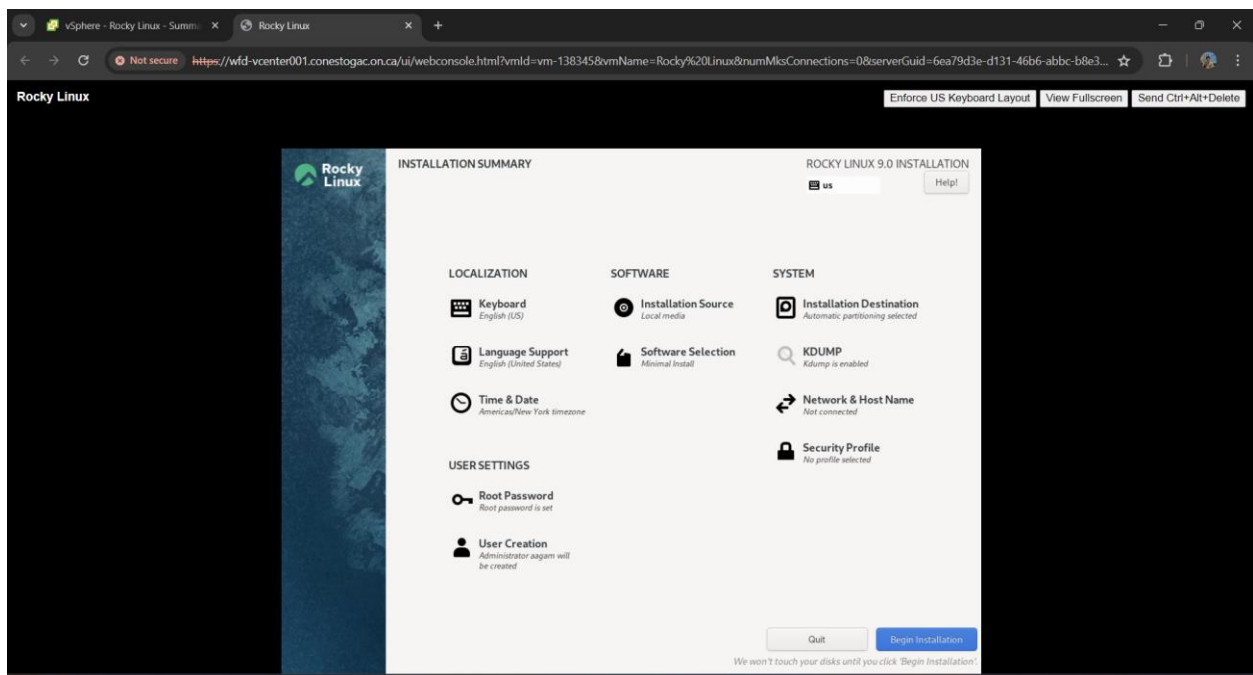 vSphere - Rocky Linux - Summa
Rocky Linux
Not secure https://wfd-vcenter001.conestogac.on.ca/ui/webconsole.html?vmId=vm-138345&vmName=Rocky%20Linux&numMksConnections=0&serverGuid=6ea79d3e-d131-46b6-abbc-b8e3...
Rocky Linux
Enforce US Keyboard Layout
View Fullscreen
Send Ctrl+Alt+Delete
Rocky
Linux
INSTALLATION SUMMARY
ROCKY LINUX 9.0 INSTALLATION
us
Help!
LOCALIZATION
Keyboard
English (US)
Language Support
English (United States)
Time & Date
Americas/New York timezone
SOFTWARE
Installation Source
Local media
Software Selection
Minimal Install
SYSTEM
Installation Destination
Automatic partitioning selected
KDUMP
Kdump is enabled
Network & Host Name
Not connected
Security Profile
No profile selected
USER SETTINGS
Root Password
Root password is set
User Creation
Administrator aagam will
be created
Quit
Begin Installation
We won't touch your disks until you click 'Begin Installation'.